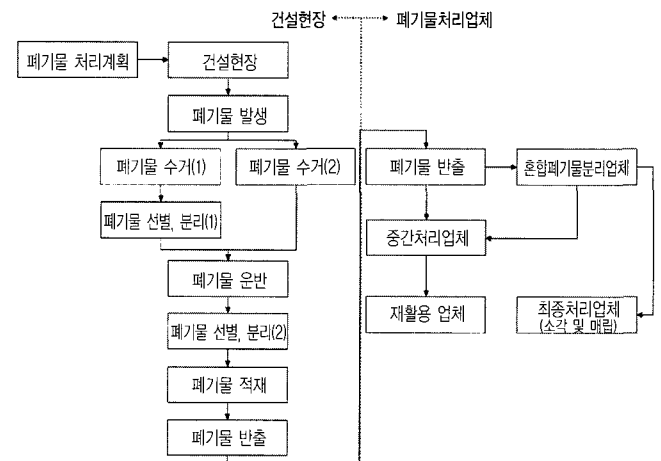 건설현장 폐기물처리업체
폐기물 처리계획
건설현장
폐기물 발생
폐기물 수거(1)
폐기물 수거(2)
폐기물 선별, 분리(1)
폐기물 운반
폐기물 선별, 분리(2)
폐기물 적재
폐기물 반출
폐기물 반출
혼합폐기물분리업체
중간처리업체
재활용 업체
최종처리업체
(소각 및 매립)